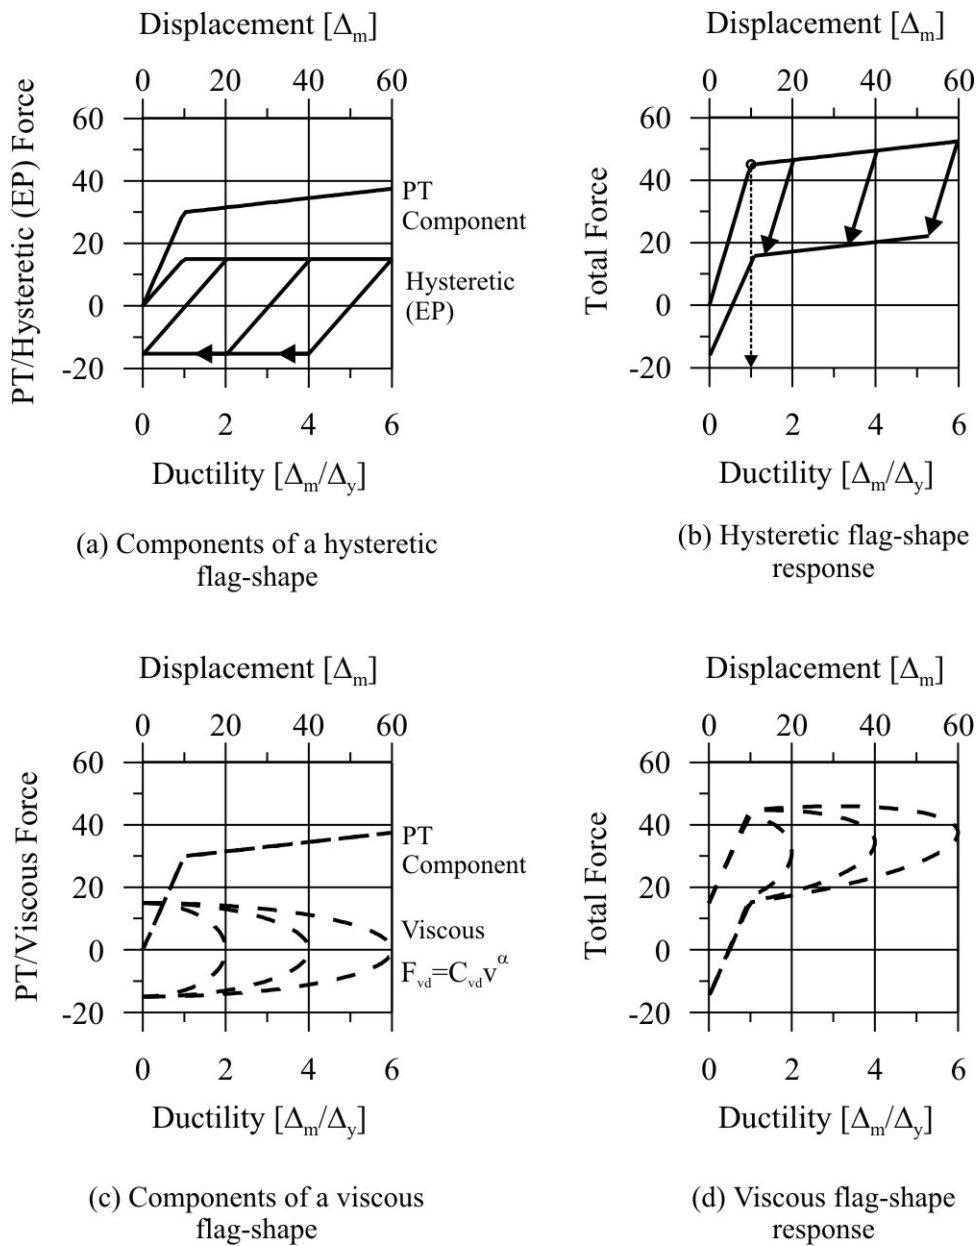 Displacement [Δm]
0 20 40 60
PT/Hysteretic (EP) Force
60
40
20
0
-20
PT
Component
Hysteretic
(EP)
0 2 4 6
Ductility [Δm/Δy]
(a) Components of a hysteretic
flag-shape
Displacement [Δm]
0 20 40 60
Total Force
60
40
20
0
-20
0 2 4 6
Ductility [Δm/Δy]
(b) Hysteretic flag-shape
response
Displacement [Δm]
0 20 40 60
PT/Viscous Force
60
40
20
0
-20
PT
Component
Viscous
Fvd=Cvdv^α
0 2 4 6
Ductility [Δm/Δy]
(c) Components of a viscous
flag-shape
Displacement [Δm]
0 20 40 60
Total Force
60
40
20
0
-20
0 2 4 6
Ductility [Δm/Δy]
(d) Viscous flag-shape
response